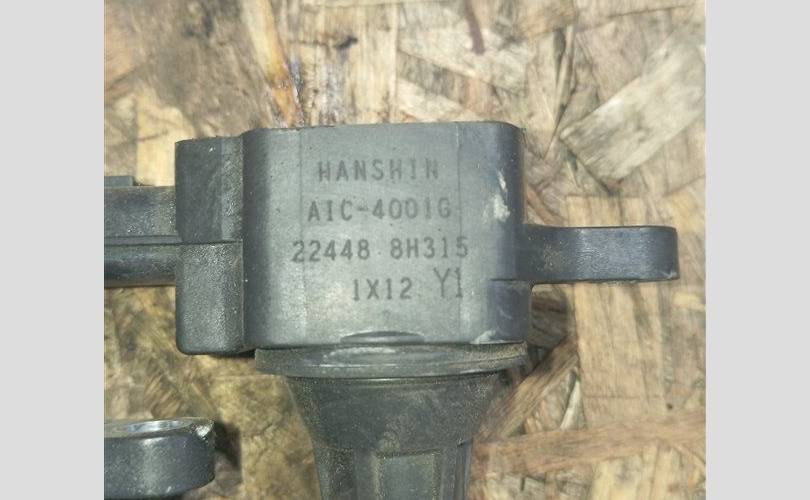 HANSHIN
AIC-4001G
22448 8H315
1X12 Y1